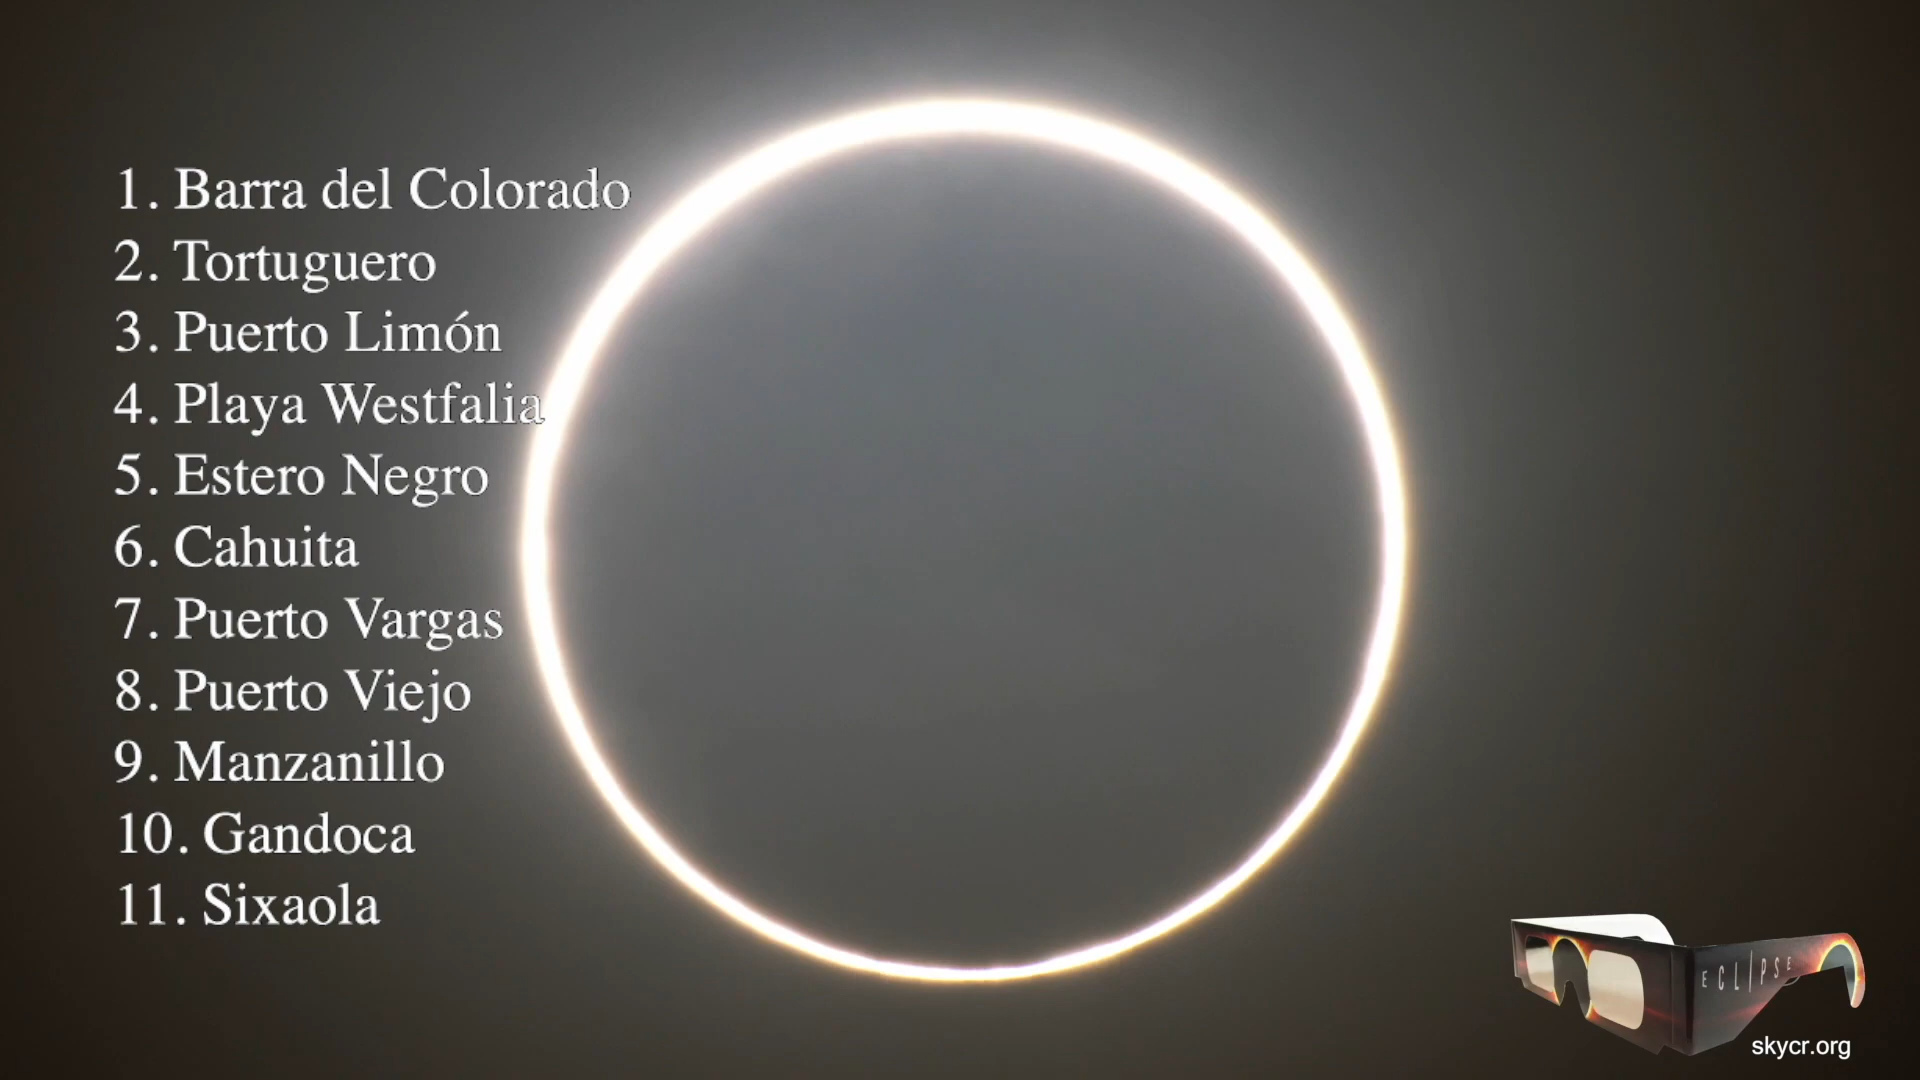 1. Barra del Colorado
2. Tortuguero
3. Puerto Limón
4. Playa Westfalia
5. Estero Negro
6. Cahuita
7. Puerto Vargas
8. Puerto Viejo
9. Manzanillo
10. Gandoca
11. Sixaola
ECLIPSE
skycr.org